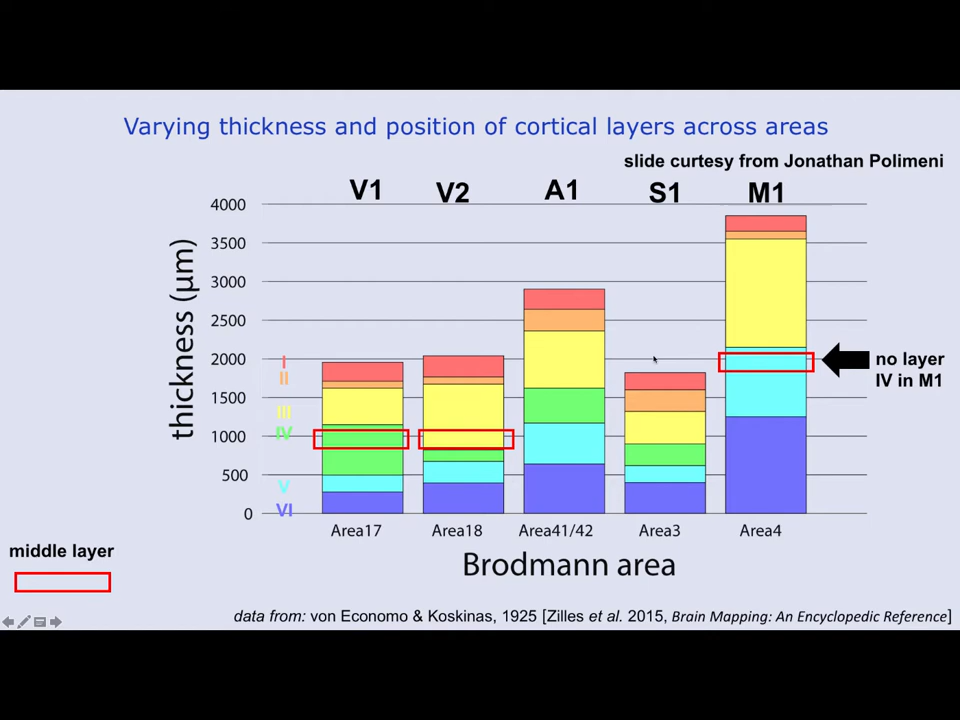 Varying thickness and position of cortical layers across areas
slide curtesy from Jonathan Polimeni
V1 V2 A1 S1 M1
4000
3500
3000
2500
2000
1500
1000
500
0
thickness (µm)
I
II
III
IV
V
VI
no layer
IV in M1
Area17 Area18 Area41/42 Area3 Area4
Brodmann area
middle layer
data from: von Economo & Koskinas, 1925 [Zilles et al. 2015, Brain Mapping: An Encyclopedic Reference]